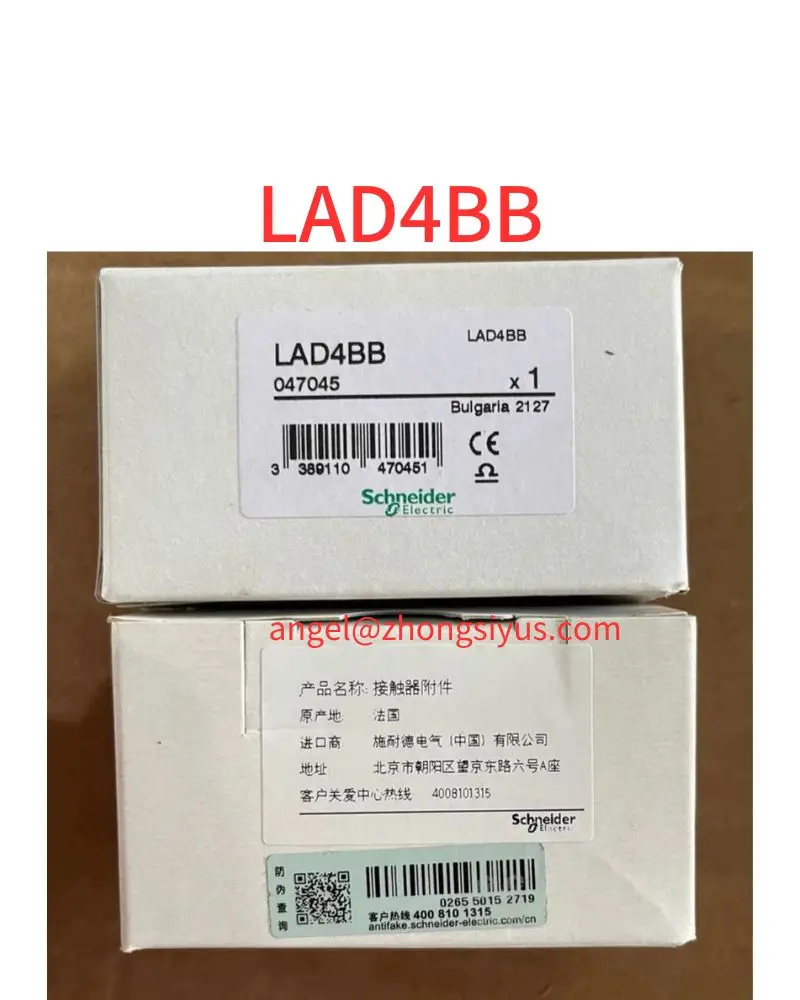 LAD4BB
LAD4BB
LAD4BB
047045
x 1
Bulgaria 2127
3 389110 470451
CE
Schneider
Electric
angel@zhongsiyus.com
产品名称: 接触器附件
原产地 法国
进口商 施耐德电气 (中国) 有限公司
地址 北京市朝阳区望京东路六号A座
客户关爱中心热线 4008101315
Schneider
Electric
防伪查询
0265 5015 2719
客户热线 400 810 1315
antifake.schneider-electric.com/cn